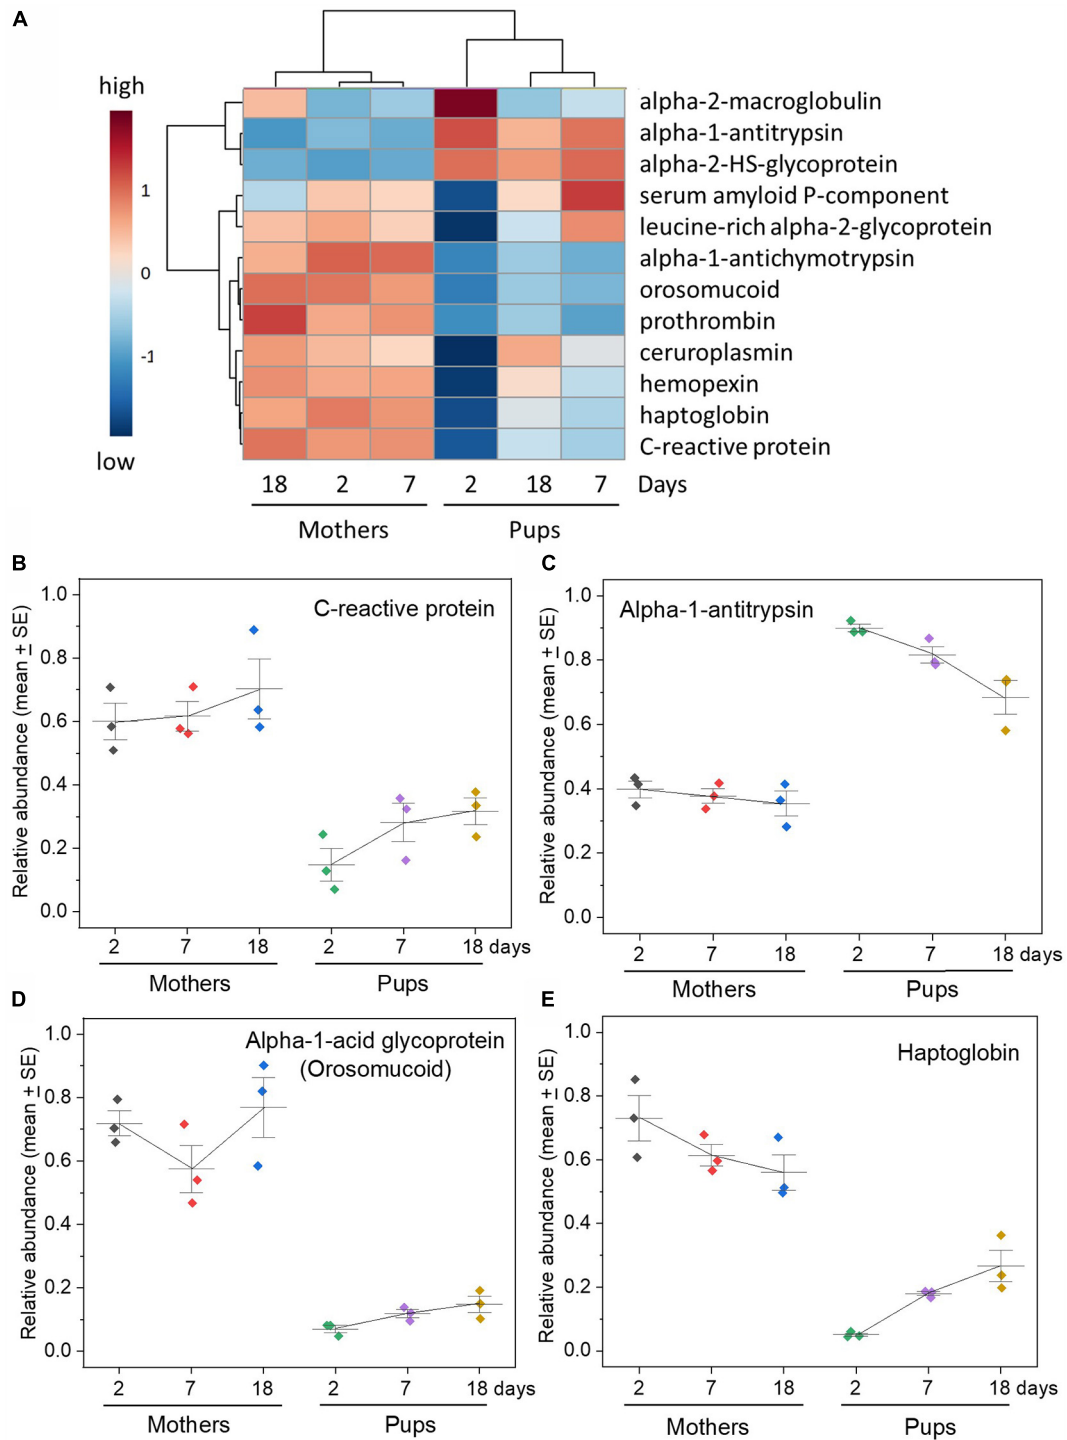 A
high
1
0
-1
low
alpha-2-macroglobulin
alpha-1-antitrypsin
alpha-2-HS-glycoprotein
serum amyloid P-component
leucine-rich alpha-2-glycoprotein
alpha-1-antichymotrypsin
orosomucoid
prothrombin
ceruroplasmin
hemopexin
haptoglobin
C-reactive protein
18 2 7 2 18 7 Days
Mothers Pups
B
C-reactive protein
Relative abundance (mean ± SE)
1.0
0.8
0.6
0.4
0.2
0.0
2 7 18 2 7 18 days
Mothers Pups
C
Alpha-1-antitrypsin
Relative abundance (mean ± SE)
1.0
0.8
0.6
0.4
0.2
0.0
2 7 18 2 7 18 days
Mothers Pups
D
Alpha-1-acid glycoprotein
(Orosomucoid)
Relative abundance (mean ± SE)
1.0
0.8
0.6
0.4
0.2
0.0
2 7 18 2 7 18 days
Mothers Pups
E
Haptoglobin
Relative abundance (mean ± SE)
1.0
0.8
0.6
0.4
0.2
0.0
2 7 18 2 7 18 days
Mothers Pups